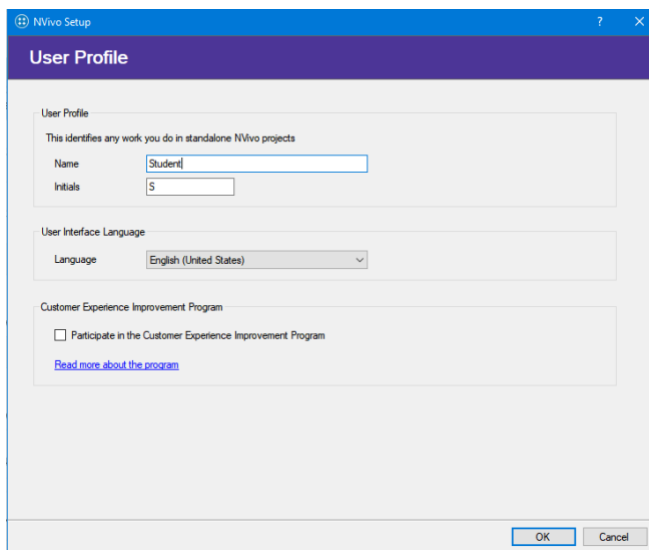 NVivo Setup
?
User Profile
User Profile
This identifies any work you do in standalone NVivo projects
Name Student
Initials S
User Interface Language
Language English (United States)
Customer Experience Improvement Program
Participate in the Customer Experience Improvement Program
Read more about the program
OK Cancel